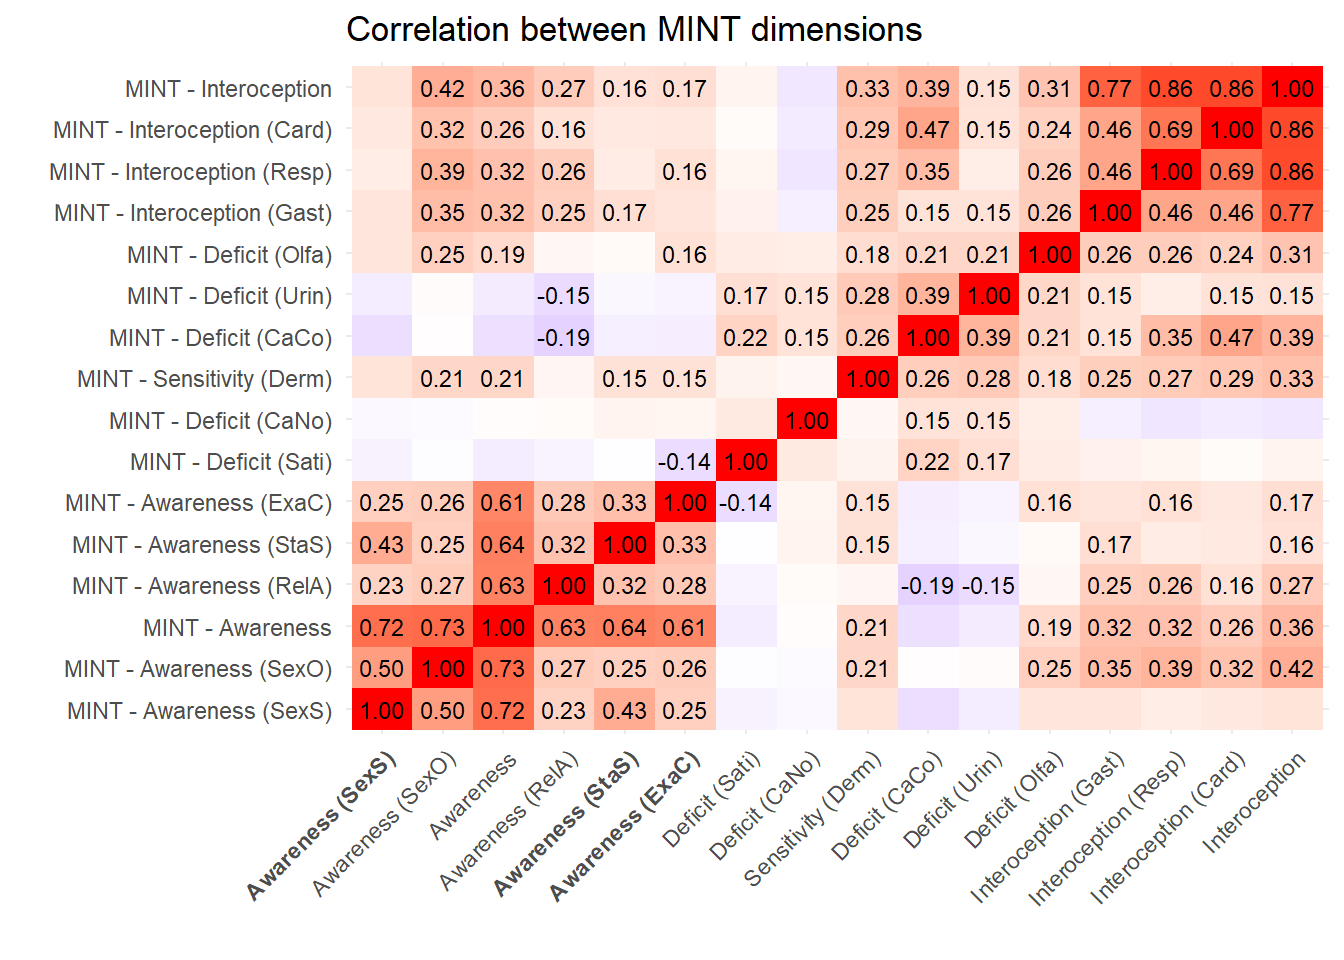 Correlation between MINT dimensions
MINT - Interoception 0.42 0.36 0.27 0.16 0.17 0.33 0.39 0.15 0.31 0.77 0.86 0.86 1.00
MINT - Interoception (Card) 0.32 0.26 0.16 0.29 0.47 0.15 0.24 0.46 0.69 1.00 0.86
MINT - Interoception (Resp) 0.39 0.32 0.26 0.16 0.27 0.35 0.26 0.46 1.00 0.69 0.86
MINT - Interoception (Gast) 0.35 0.32 0.25 0.17 0.25 0.15 0.15 0.26 1.00 0.46 0.46 0.77
MINT - Deficit (Olfa) 0.25 0.19 0.16 0.18 0.21 0.21 1.00 0.26 0.26 0.24 0.31
MINT - Deficit (Urin) -0.15 0.17 0.15 0.28 0.39 1.00 0.21 0.15 0.15 0.15
MINT - Deficit (CaCo) -0.19 0.22 0.15 0.26 1.00 0.39 0.21 0.15 0.35 0.47 0.39
MINT - Sensitivity (Derm) 0.21 0.21 0.15 0.15 1.00 0.26 0.28 0.18 0.25 0.27 0.29 0.33
MINT - Deficit (CaNo) 1.00 0.15 0.15
MINT - Deficit (Sati) -0.14 1.00 0.22 0.17
MINT - Awareness (ExaC) 0.25 0.26 0.61 0.28 0.33 1.00 -0.14 0.15 0.16 0.16 0.17
MINT - Awareness (StaS) 0.43 0.25 0.64 0.32 1.00 0.33 0.15 0.17 0.16
MINT - Awareness (RelA) 0.23 0.27 0.63 1.00 0.32 0.28 -0.19 -0.15 0.25 0.26 0.16 0.27
MINT - Awareness 0.72 0.73 1.00 0.63 0.64 0.61 0.21 0.19 0.32 0.32 0.26 0.36
MINT - Awareness (SexO) 0.50 1.00 0.73 0.27 0.25 0.26 0.21 0.25 0.35 0.39 0.32 0.42
MINT - Awareness (SexS) 1.00 0.50 0.72 0.23 0.43 0.25
Awareness (SexS)
Awareness (SexO)
Awareness
Awareness (RelA)
Awareness (StaS)
Awareness (ExaC)
Deficit (Sati)
Deficit (CaNo)
Sensitivity (Derm)
Deficit (CaCo)
Deficit (Urin)
Deficit (Olfa)
Interoception (Gast)
Interoception (Resp)
Interoception (Card)
Interoception